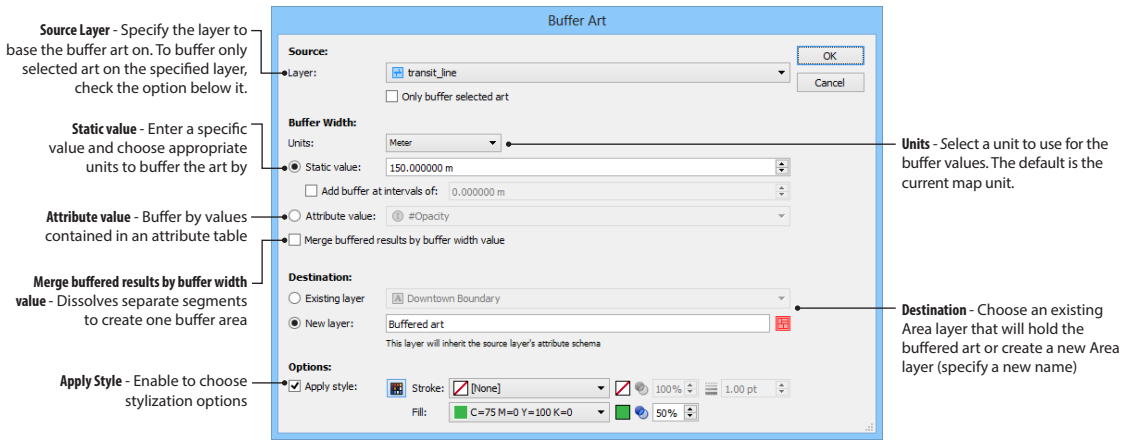 Buffer Art
Source Layer - Specify the layer to
base the buffer art on. To buffer only
selected art on the specified layer,
check the option below it.
Static value - Enter a specific
value and choose appropriate
units to buffer the art by
Attribute value - Buffer by values
contained in an attribute table
Merge buffered results by buffer width
value - Dissolves separate segments
to create one buffer area
Apply Style - Enable to choose
stylization options
Source:
Layer: transit_line
Only buffer selected art
OK
Cancel
Buffer Width:
Units: Meter
Static value: 150.000000 m
Add buffer at intervals of: 0.000000 m
Attribute value: #Opacity
Merge buffered results by buffer width value
Destination:
Existing layer A Downtown Boundary
New layer: Buffered art
This layer will inherit the source layer's attribute schema
Options:
Apply style: Stroke: [None] 100% 1.00 pt
Fill: C=75 M=0 Y=100 K=0 50%
Units - Select a unit to use for the
buffer values. The default is the
current map unit.
Destination - Choose an existing
Area layer that will hold the
buffered art or create a new Area
layer (specify a new name)